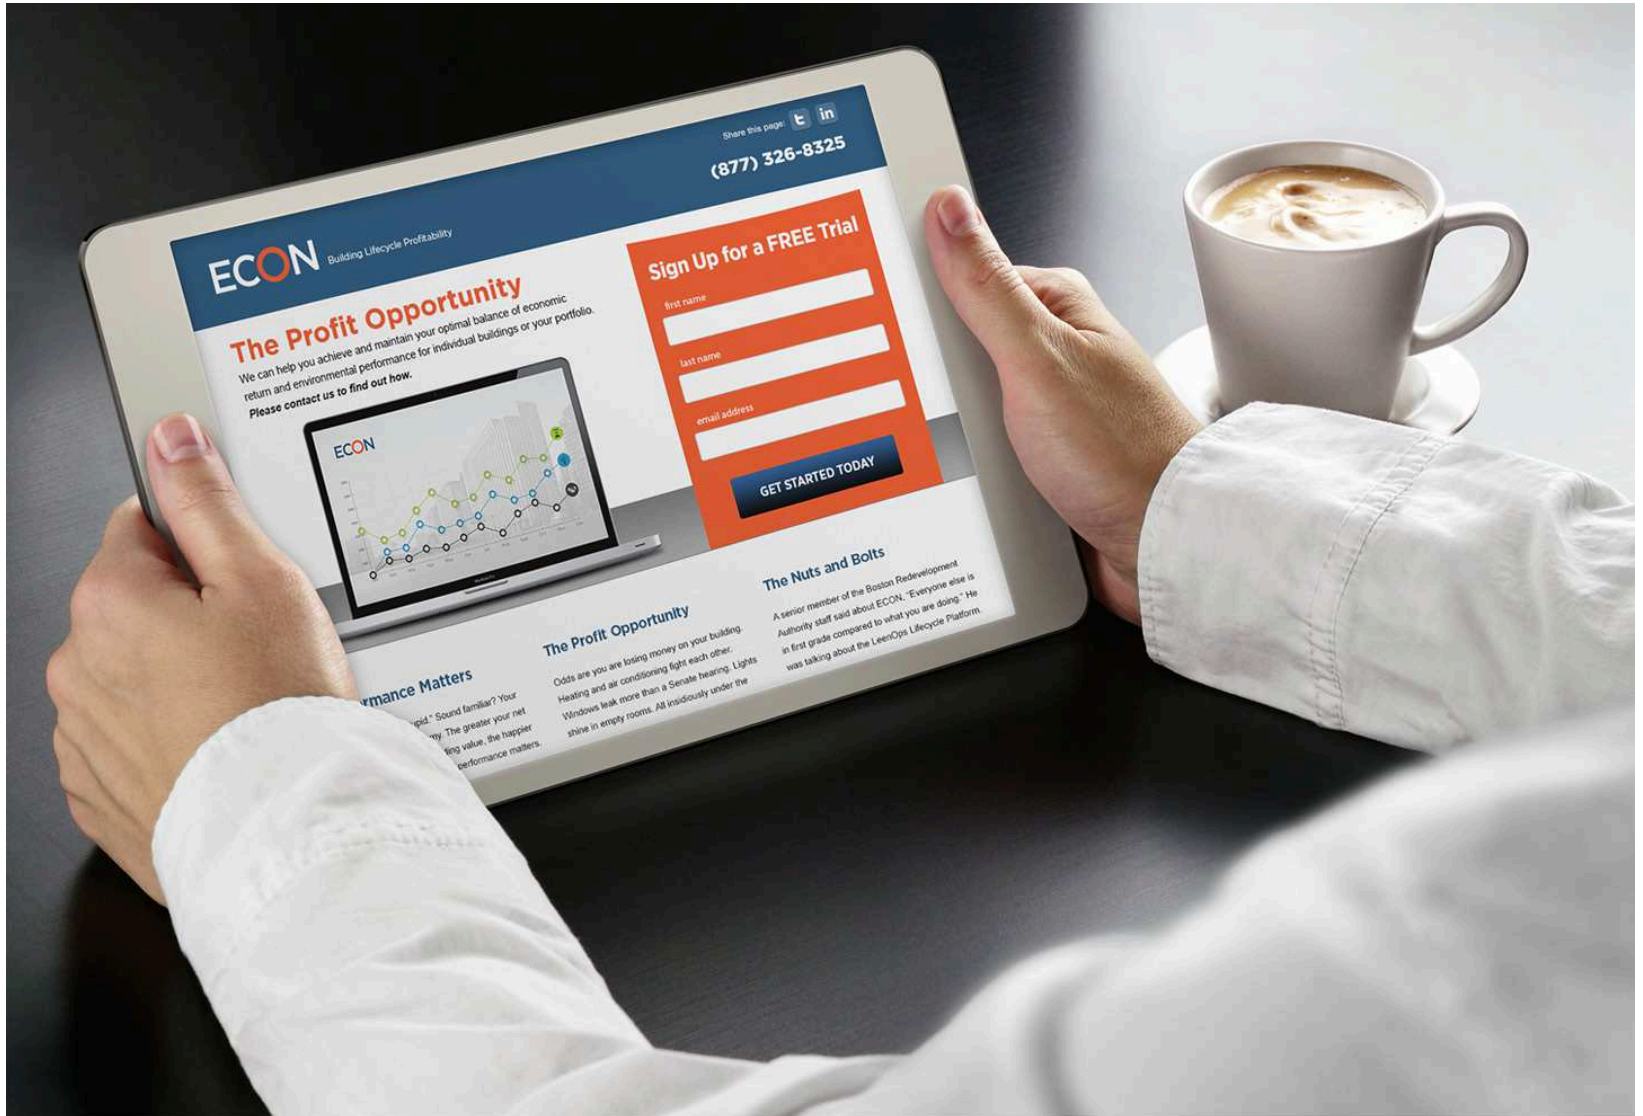 Share this page:
(877) 326-8325
ECON Building Lifecycle Profitability
The Profit Opportunity
We can help you achieve and maintain your optimal balance of economic
return and environmental performance for individual buildings or your portfolio.
Please contact us to find out how.
ECON
Sign Up for a FREE Trial
first name
last name
email address
GET STARTED TODAY
rmance Matters
upid." Sound familiar? Your
my. The greater your net
ting value, the happier
performance matters.
The Profit Opportunity
Odds are you are losing money on your building.
Heating and air conditioning fight each other.
Windows leak more than a Senate hearing. Lights
shine in empty rooms. All insidiously under the
The Nuts and Bolts
A senior member of the Boston Redevelopment
Authority staff said about ECON, "Everyone else is
in first grade compared to what you are doing." He
was talking about the LeenOps Lifecycle Platform.